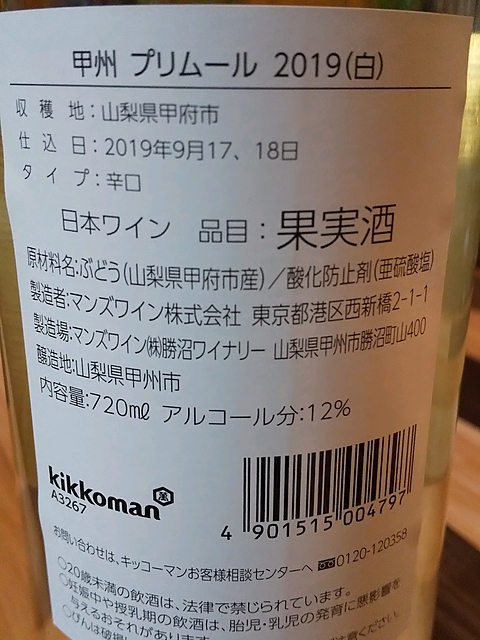 甲州 プリムール 2019(白)
収穫地:山梨県甲府市
仕込日:2019年9月17、18日
タイプ:辛口
日本ワイン 品目:果実酒
原材料名:ぶどう(山梨県甲府市産)/酸化防止剤(亜硫酸塩)
製造者:マンズワイン株式会社 東京都港区西新橋2-1-1
製造場:マンズワイン㈱勝沼ワイナリー 山梨県甲州市勝沼町山400
醸造地:山梨県甲州市
内容量:720㎖ アルコール分:12%
kikkoman 萬
A3267
4 901515 004797
お問い合わせは、キッコーマンお客様相談センターへ 0120-120358
○20歳未満の飲酒は、法律で禁じられています。
○妊娠中や授乳期の飲酒は、胎児・乳児の発育に悪影響を
与えるおそれがあります
○びんは破損